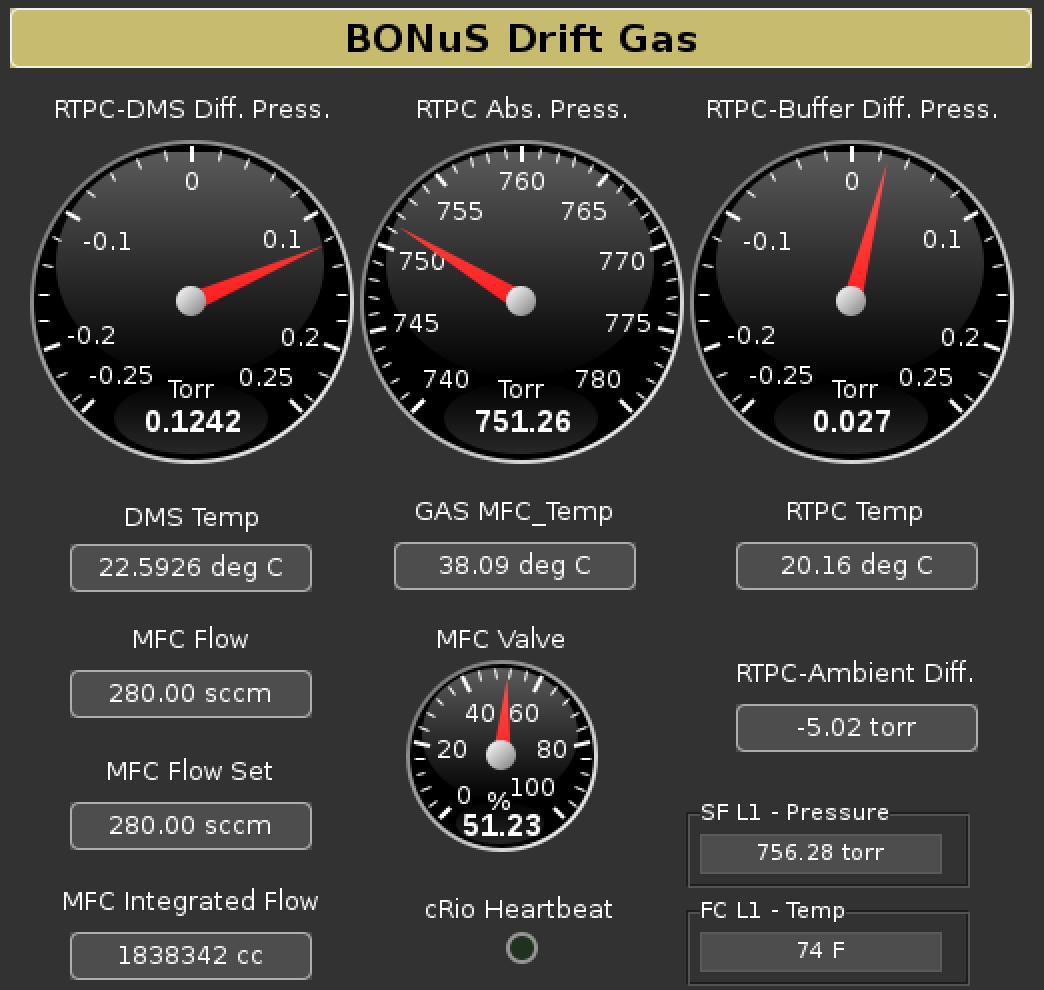 BONuS Drift Gas
RTPC-DMS Diff. Press.
-0.25
-0.2
-0.1
0
0.1
0.2
0.25
Torr
0.1242
RTPC Abs. Press.
740
745
750
755
760
765
770
775
780
Torr
751.26
RTPC-Buffer Diff. Press.
-0.25
-0.2
-0.1
0
0.1
0.2
0.25
Torr
0.027
DMS Temp
22.5926 deg C
GAS MFC_Temp
38.09 deg C
RTPC Temp
20.16 deg C
MFC Flow
280.00 sccm
MFC Flow Set
280.00 sccm
MFC Integrated Flow
1838342 cc
MFC Valve
0
20
40
60
80
100
%
51.23
cRio Heartbeat
RTPC-Ambient Diff.
-5.02 torr
SF L1 - Pressure
756.28 torr
FC L1 - Temp
74 F